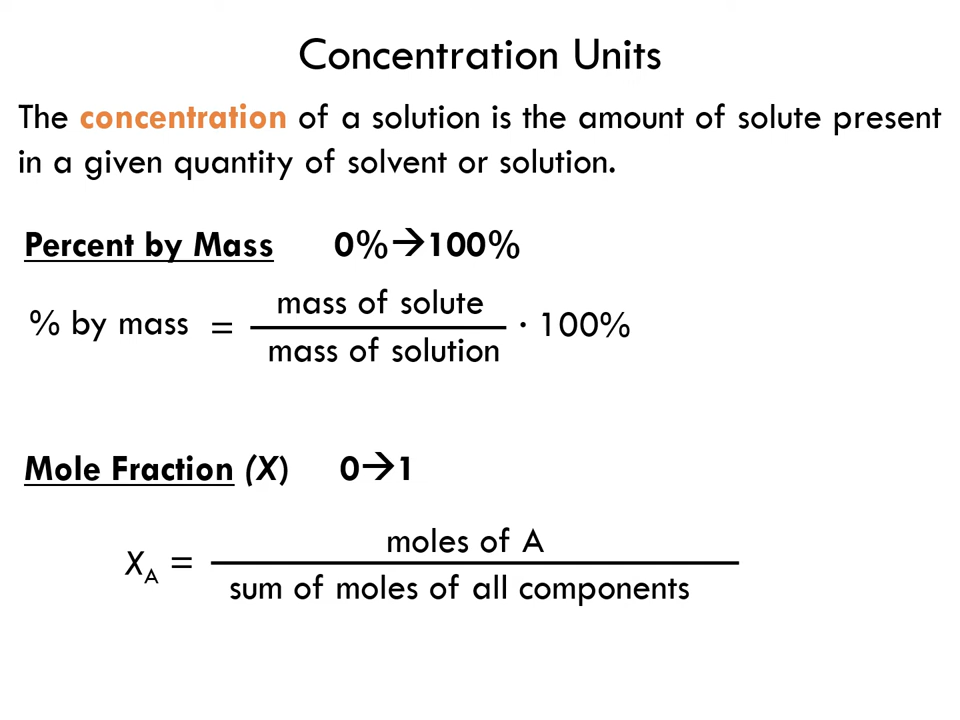 Concentration Units
The concentration of a solution is the amount of solute present
in a given quantity of solvent or solution.
Percent by Mass 0%→100%
mass of solute
% by mass = · 100%
mass of solution
Mole Fraction (X) 0→1
moles of A
XA =
sum of moles of all components